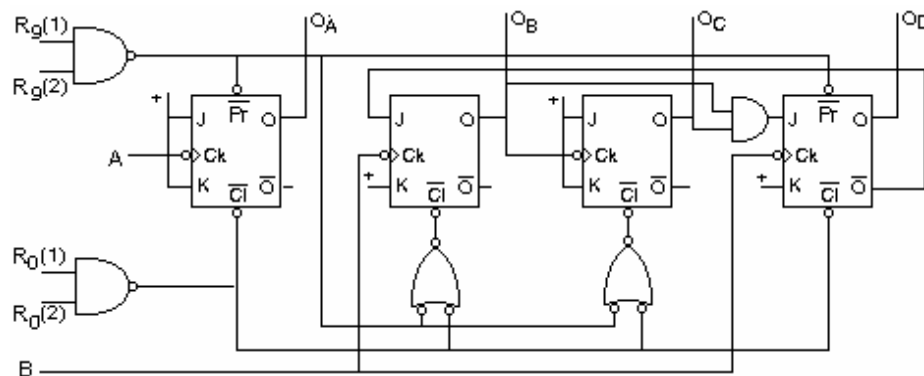 R9(1)
R9(2)
QA
QB
QC
QD
+
J
Pr
Q
A
Ck
K
Cl
Q
J
Q
Ck
+
K
Cl
Q
+
J
Q
Ck
K
Cl
Q
J
Pr
Q
Ck
+
K
Cl
Q
R0(1)
R0(2)
B